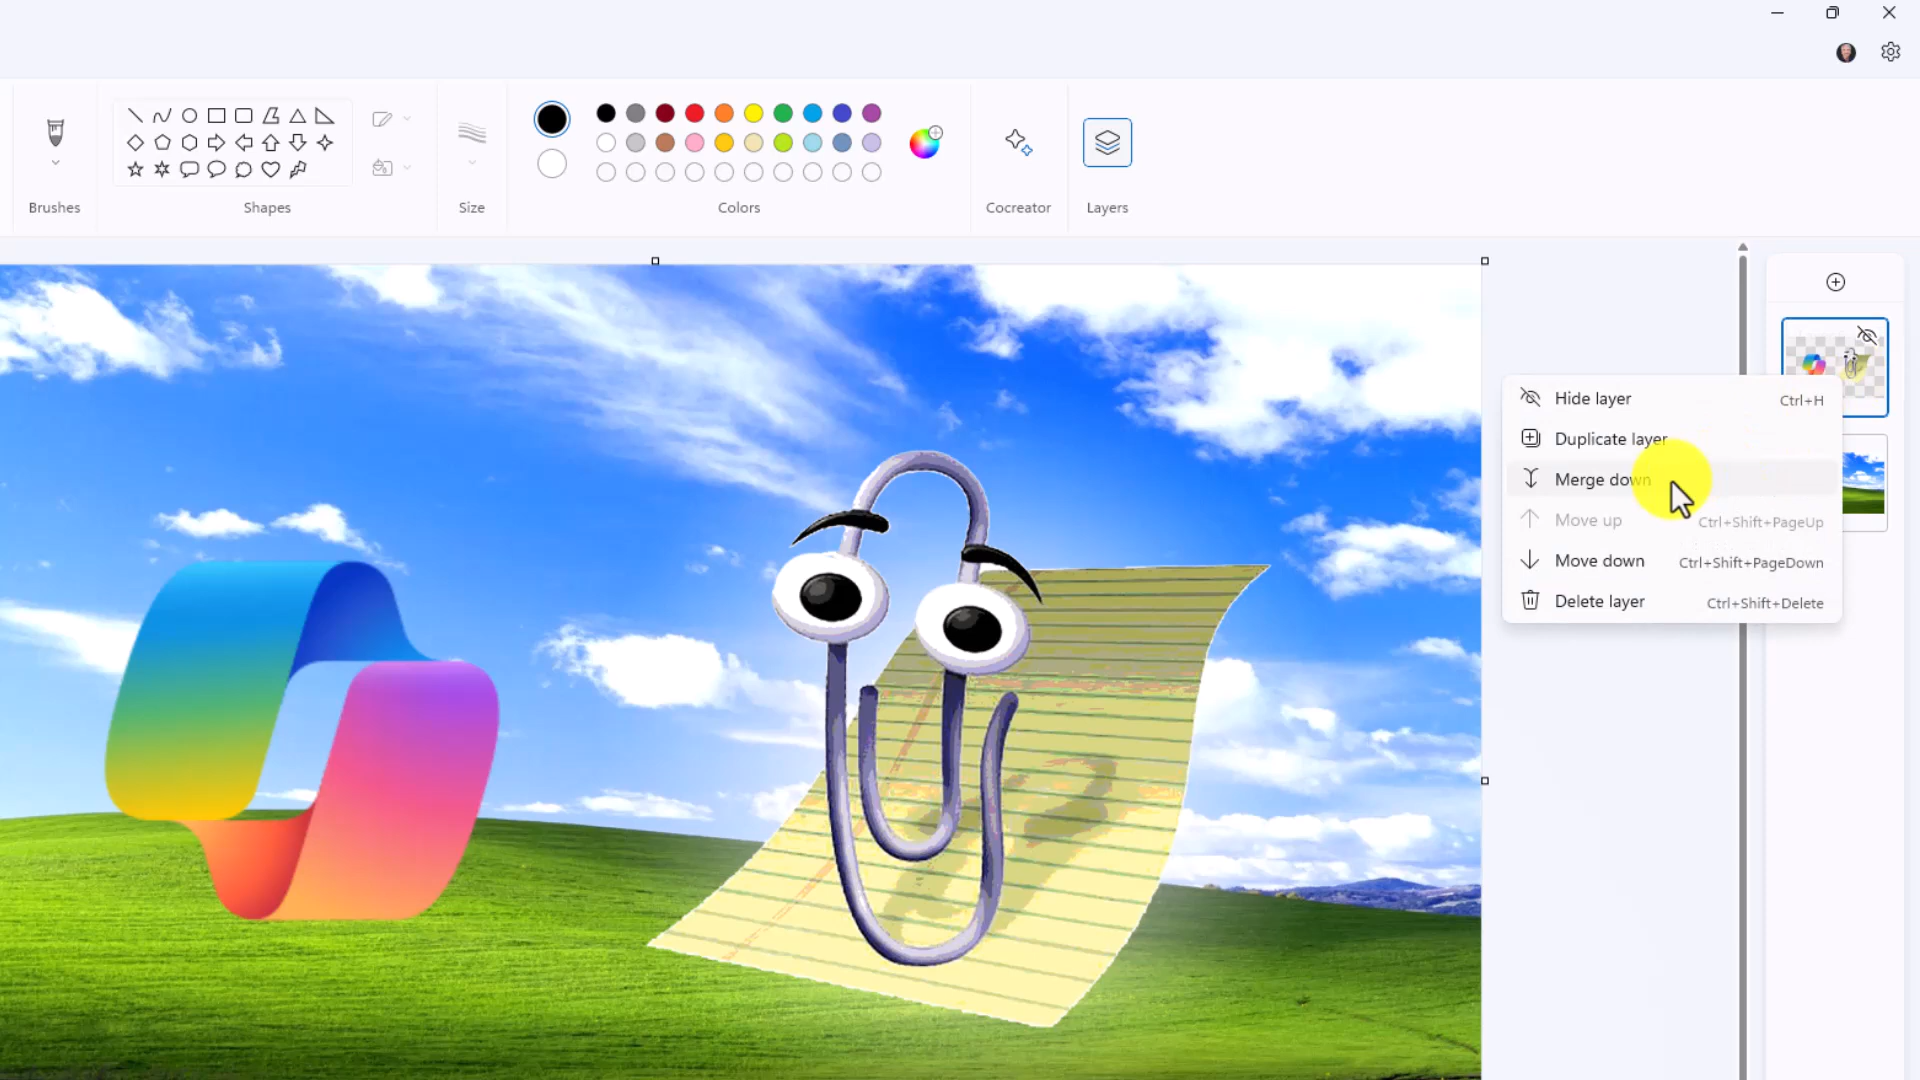 Brushes
Shapes
Size
Colors
Cocreator
Layers
Hide layer Ctrl+H
Duplicate layer
Merge down
Move up Ctrl+Shift+PageUp
Move down Ctrl+Shift+PageDown
Delete layer Ctrl+Shift+Delete